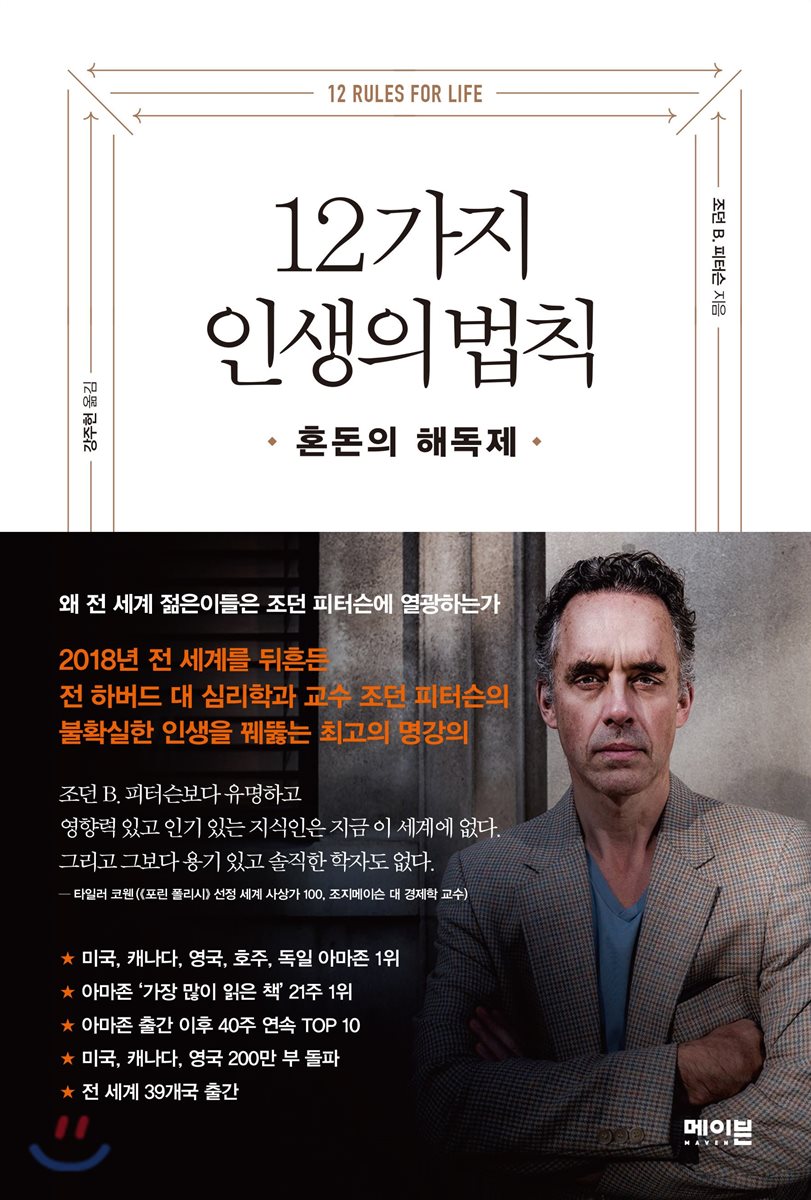 12 RULES FOR LIFE
12가지
인생의 법칙
혼돈의 해독제
조던 B. 피터슨 지음
강주헌 옮김
왜 전 세계 젊은이들은 조던 피터슨에 열광하는가
2018년 전 세계를 뒤흔든
전 하버드 대 심리학과 교수 조던 피터슨의
불확실한 인생을 꿰뚫는 최고의 명강의
조던 B. 피터슨보다 유명하고
영향력 있고 인기 있는 지식인은 지금 이 세계에 없다.
그리고 그보다 용기 있고 솔직한 학자도 없다.
― 타일러 코웬(《포린 폴리시》 선정 세계 사상가 100, 조지메이슨 대 경제학 교수)
★ 미국, 캐나다, 영국, 호주, 독일 아마존 1위
★ 아마존 ‘가장 많이 읽은 책’ 21주 1위
★ 아마존 출간 이후 40주 연속 TOP 10
★ 미국, 캐나다, 영국 200만 부 돌파
★ 전 세계 39개국 출간
메이븐
MAVEN